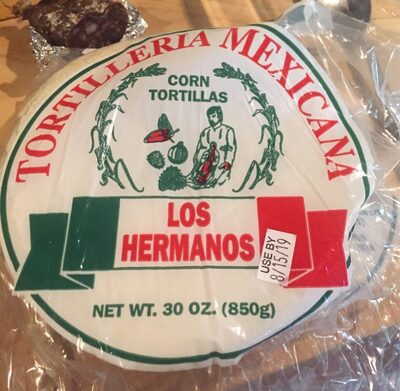 TORTILLERIA MEXICANA
CORN
TORTILLAS
LOS
HERMANOS
USE BY
8/15/19
NET WT. 30 OZ. (850g)